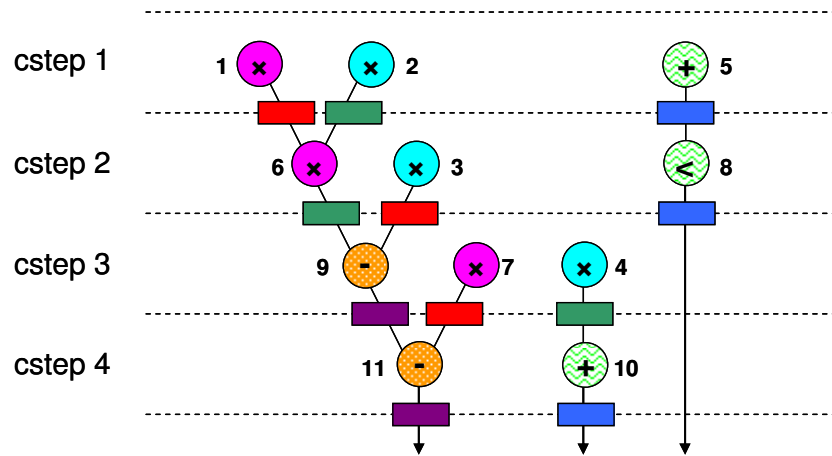 cstep 1 1 × × 2 + 5
cstep 2 6 × × 3 < 8
cstep 3 9 - × 7 × 4
cstep 4 11 - + 10